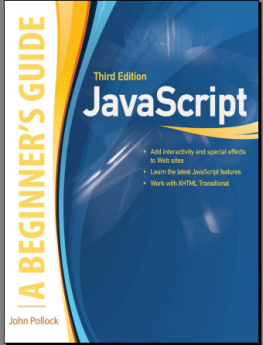 A BEGINNER'S GUIDE
Third Edition
JavaScript
• Add interactivity and special effects
to Web sites
• Learn the latest JavaScript features
• Work with XHTML Transitional
John Pollock